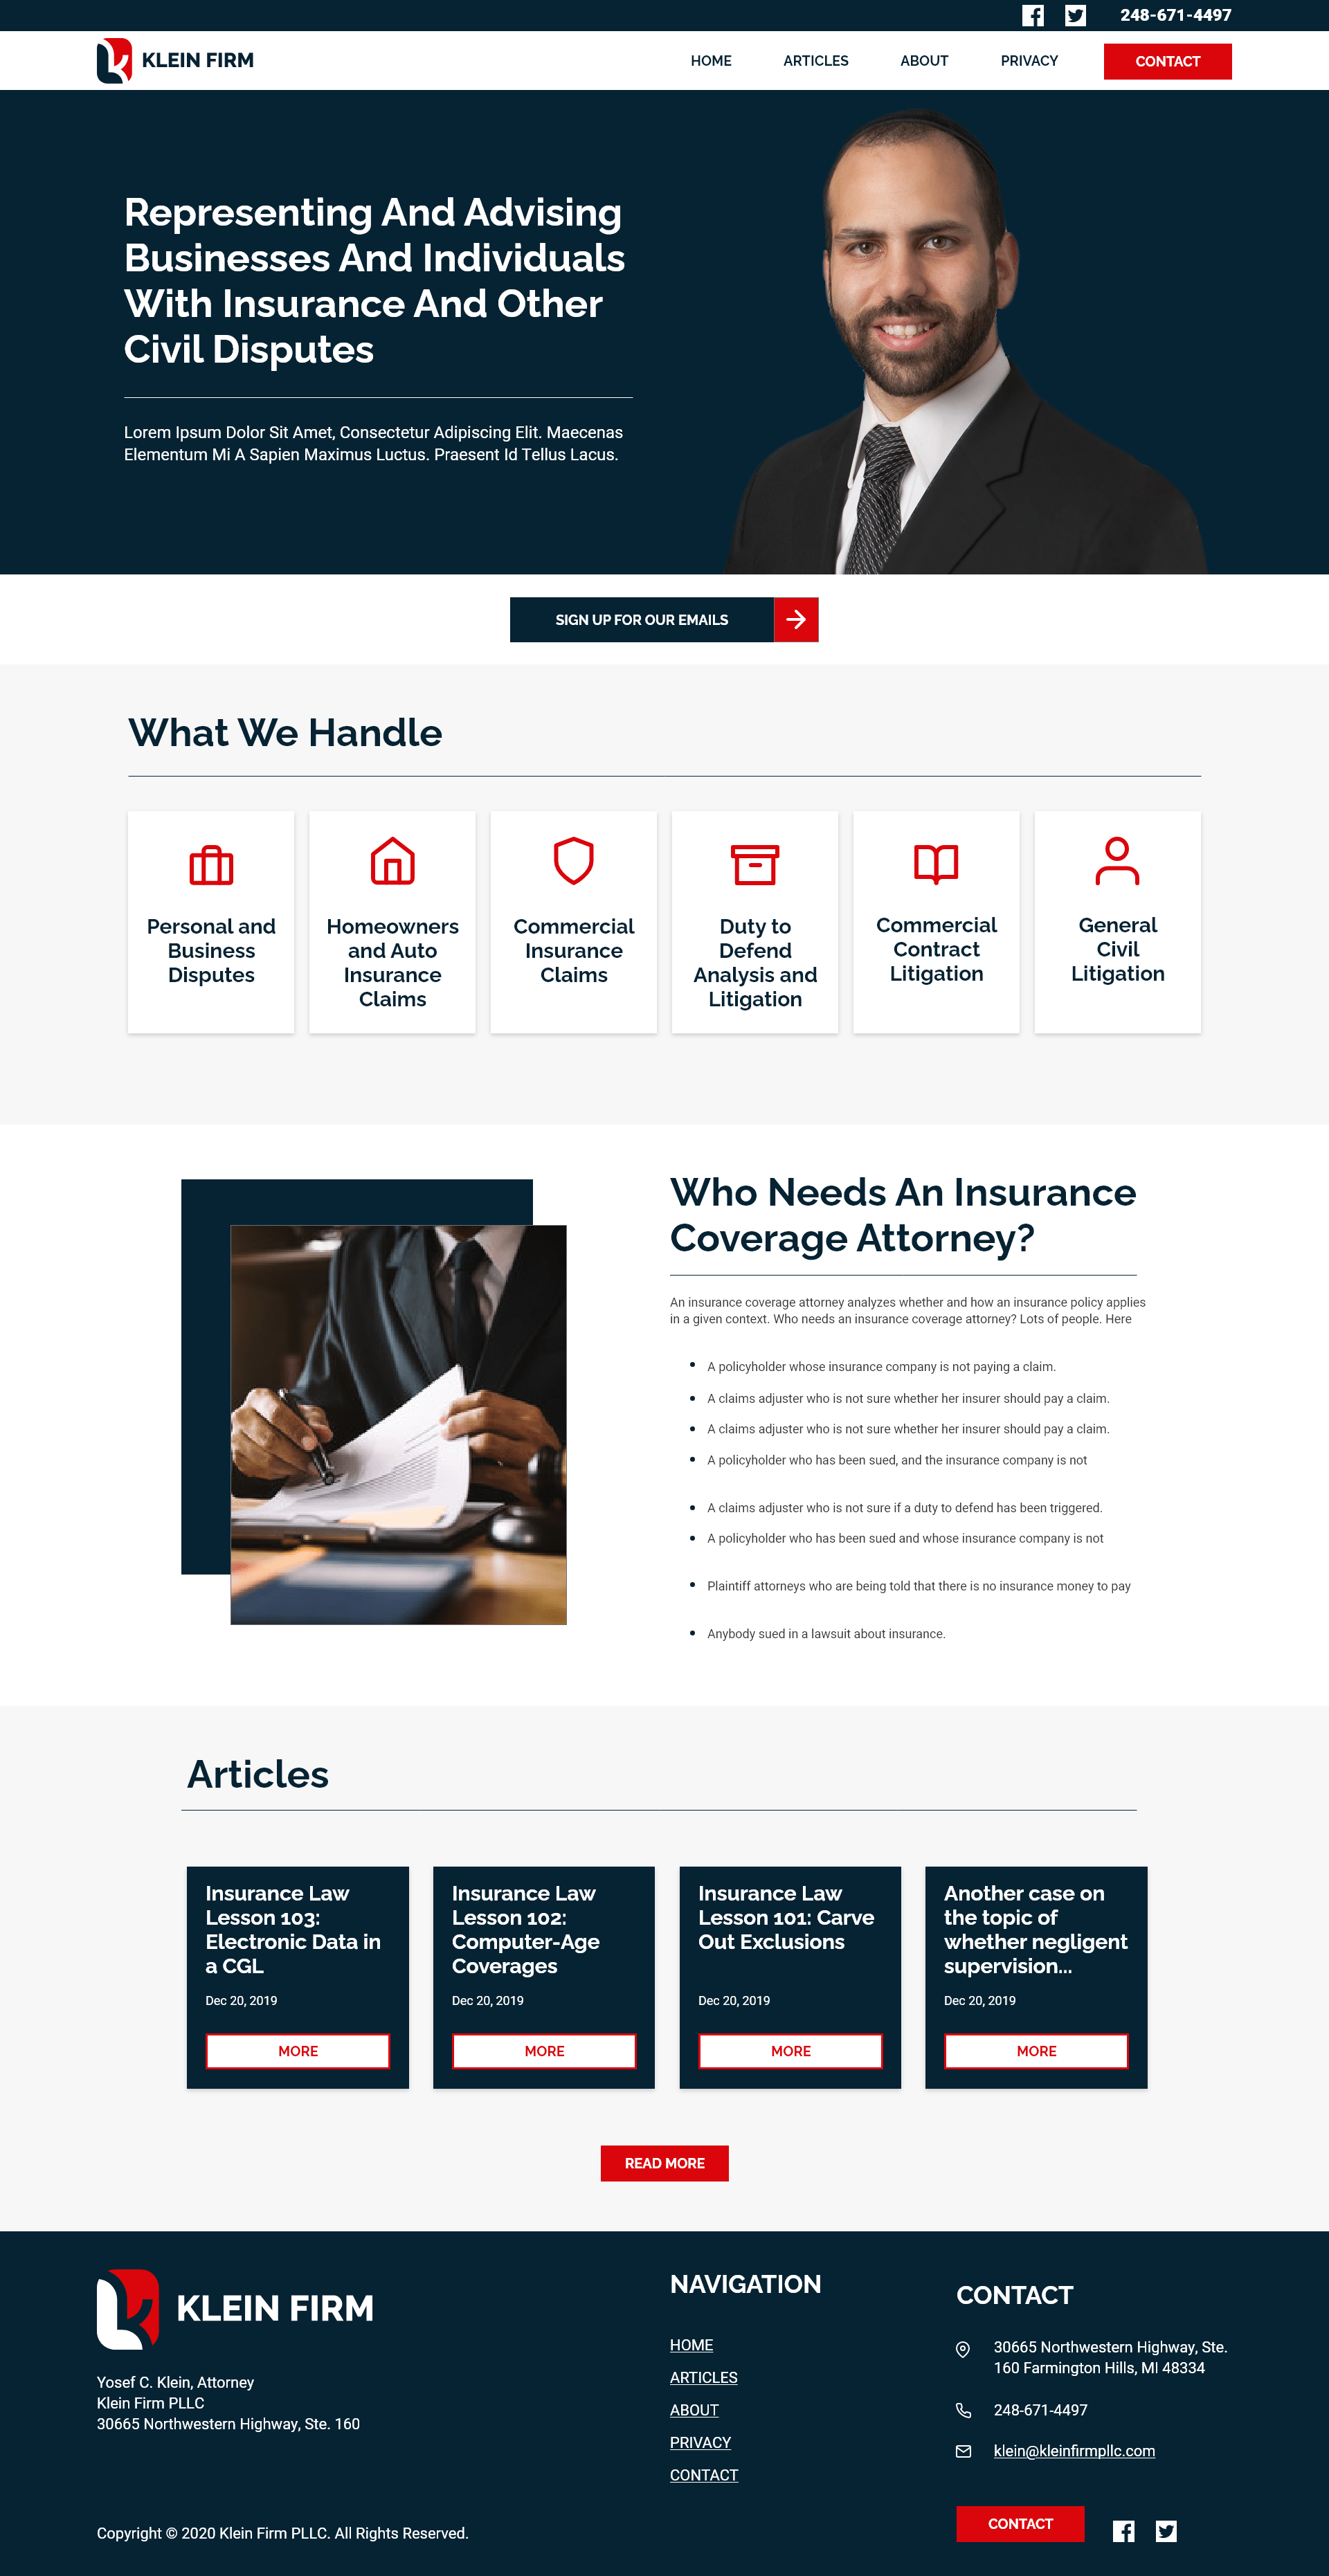 248-671-4497
KLEIN FIRM
HOME
ARTICLES
ABOUT
PRIVACY
CONTACT
Representing And Advising
Businesses And Individuals
With Insurance And Other
Civil Disputes
Lorem Ipsum Dolor Sit Amet, Consectetur Adipiscing Elit. Maecenas
Elementum Mi A Sapien Maximus Luctus. Praesent Id Tellus Lacus.
SIGN UP FOR OUR EMAILS
What We Handle
Personal and
Business
Disputes
Homeowners
and Auto
Insurance
Claims
Commercial
Insurance
Claims
Duty to
Defend
Analysis and
Litigation
Commercial
Contract
Litigation
General
Civil
Litigation
Who Needs An Insurance
Coverage Attorney?
An insurance coverage attorney analyzes whether and how an insurance policy applies
in a given context. Who needs an insurance coverage attorney? Lots of people. Here
A policyholder whose insurance company is not paying a claim.
A claims adjuster who is not sure whether her insurer should pay a claim.
A claims adjuster who is not sure whether her insurer should pay a claim.
A policyholder who has been sued, and the insurance company is not
A claims adjuster who is not sure if a duty to defend has been triggered.
A policyholder who has been sued and whose insurance company is not
Plaintiff attorneys who are being told that there is no insurance money to pay
Anybody sued in a lawsuit about insurance.
Articles
Insurance Law
Lesson 103:
Electronic Data in
a CGL
Dec 20, 2019
MORE
Insurance Law
Lesson 102:
Computer-Age
Coverages
Dec 20, 2019
MORE
Insurance Law
Lesson 101: Carve
Out Exclusions
Dec 20, 2019
MORE
Another case on
the topic of
whether negligent
supervision...
Dec 20, 2019
MORE
READ MORE
KLEIN FIRM
Yosef C. Klein, Attorney
Klein Firm PLLC
30665 Northwestern Highway, Ste. 160
Copyright © 2020 Klein Firm PLLC. All Rights Reserved.
NAVIGATION
HOME
ARTICLES
ABOUT
PRIVACY
CONTACT
CONTACT
30665 Northwestern Highway, Ste.
160 Farmington Hills, MI 48334
248-671-4497
klein@kleinfirmpllc.com
CONTACT